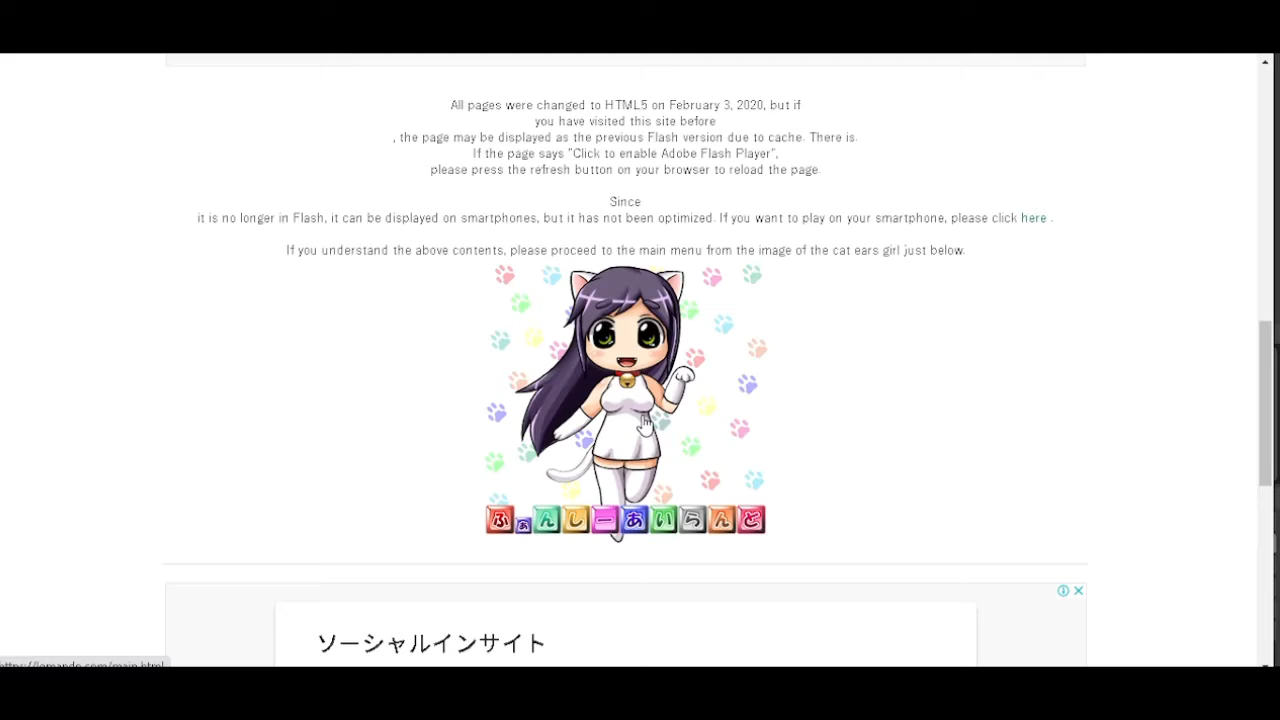 All pages were changed to HTML5 on February 3, 2020, but if
you have visited this site before
, the page may be displayed as the previous Flash version due to cache. There is.
If the page says "Click to enable Adobe Flash Player",
please press the refresh button on your browser to reload the page.
Since
it is no longer in Flash, it can be displayed on smartphones, but it has not been optimized. If you want to play on your smartphone, please click here .
If you understand the above contents, please proceed to the main menu from the image of the cat ears girl just below.
ふぁんしーあいらんど
ソーシャルインサイト
https://lomando.com/main.html